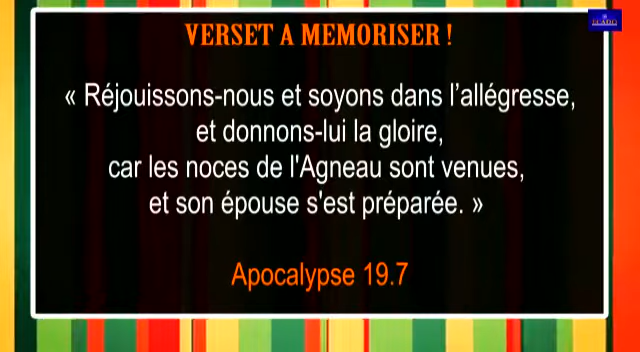 VERSET A MEMORISER !
« Réjouissons-nous et soyons dans l’allégresse,
et donnons-lui la gloire,
car les noces de l'Agneau sont venues,
et son épouse s'est préparée. »
Apocalypse 19.7